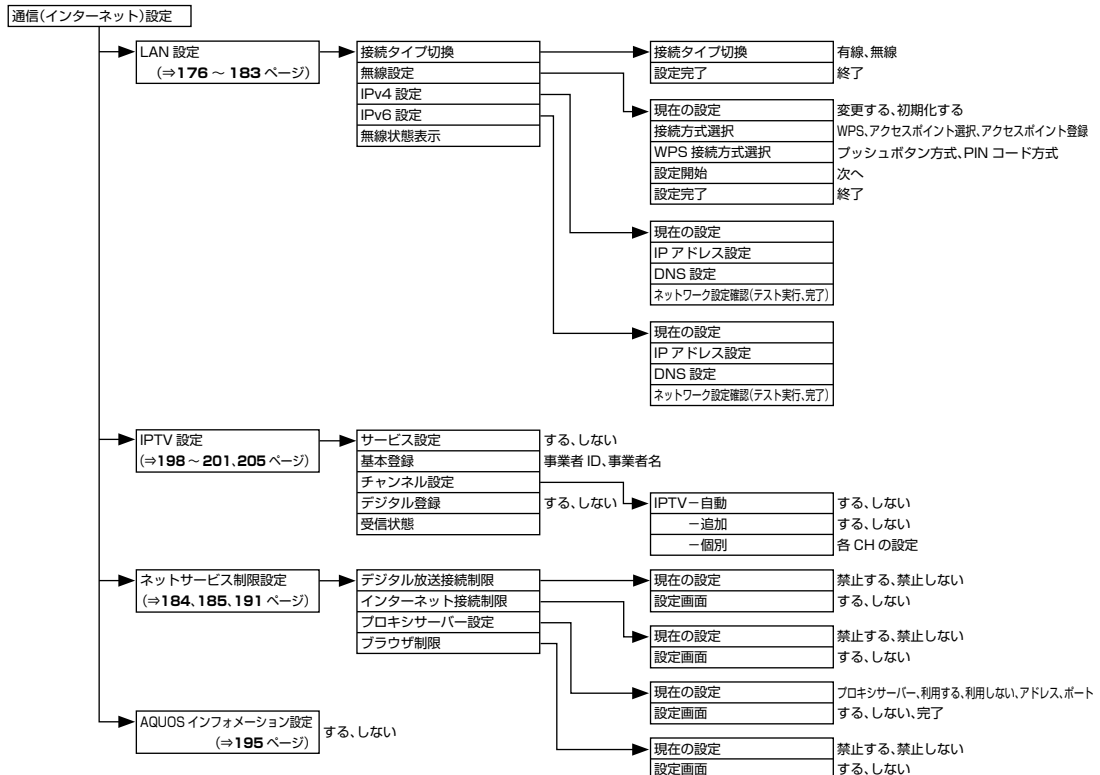 通信(インターネット)設定
LAN 設定
(⇒176 ~ 183 ページ)
接続タイプ切換
無線設定
IPv4 設定
IPv6 設定
無線状態表示
接続タイプ切換 有線、無線
設定完了 終了
現在の設定 変更する、初期化する
接続方式選択 WPS、アクセスポイント選択、アクセスポイント登録
WPS 接続方式選択 プッシュボタン方式、PIN コード方式
設定開始 次へ
設定完了 終了
現在の設定
IP アドレス設定
DNS 設定
ネットワーク設定確認(テスト実行、完了)
現在の設定
IP アドレス設定
DNS 設定
ネットワーク設定確認(テスト実行、完了)
IPTV 設定
(⇒198 ~ 201、205 ページ)
サービス設定 する、しない
基本登録 事業者 ID、事業者名
チャンネル設定
デジタル登録 する、しない
受信状態
IPTV−自動 する、しない
−追加 する、しない
−個別 各 CH の設定
ネットサービス制限設定
(⇒184、185、191 ページ)
デジタル放送接続制限
インターネット接続制限
プロキシサーバー設定
ブラウザ制限
現在の設定 禁止する、禁止しない
設定画面 する、しない
現在の設定 禁止する、禁止しない
設定画面 する、しない
現在の設定 プロキシサーバー、利用する、利用しない、アドレス、ポート
設定画面 する、しない、完了
現在の設定 禁止する、禁止しない
設定画面 する、しない
AQUOS インフォメーション設定
(⇒195 ページ)
する、しない